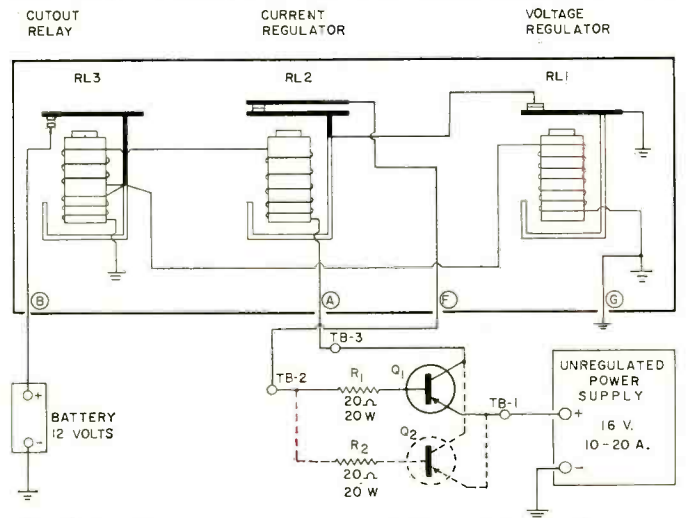 CUTOUT
RELAY
CURRENT
REGULATOR
VOLTAGE
REGULATOR
RL3
RL2
RL1
B
A
F
G
TB-3
TB-2
R1
20Ω
20 W
Q1
TB-1
R2
20Ω
20 W
Q2
+
BATTERY
12 VOLTS
-
UNREGULATED
POWER
SUPPLY
+
16 V.
10-20 A.
-